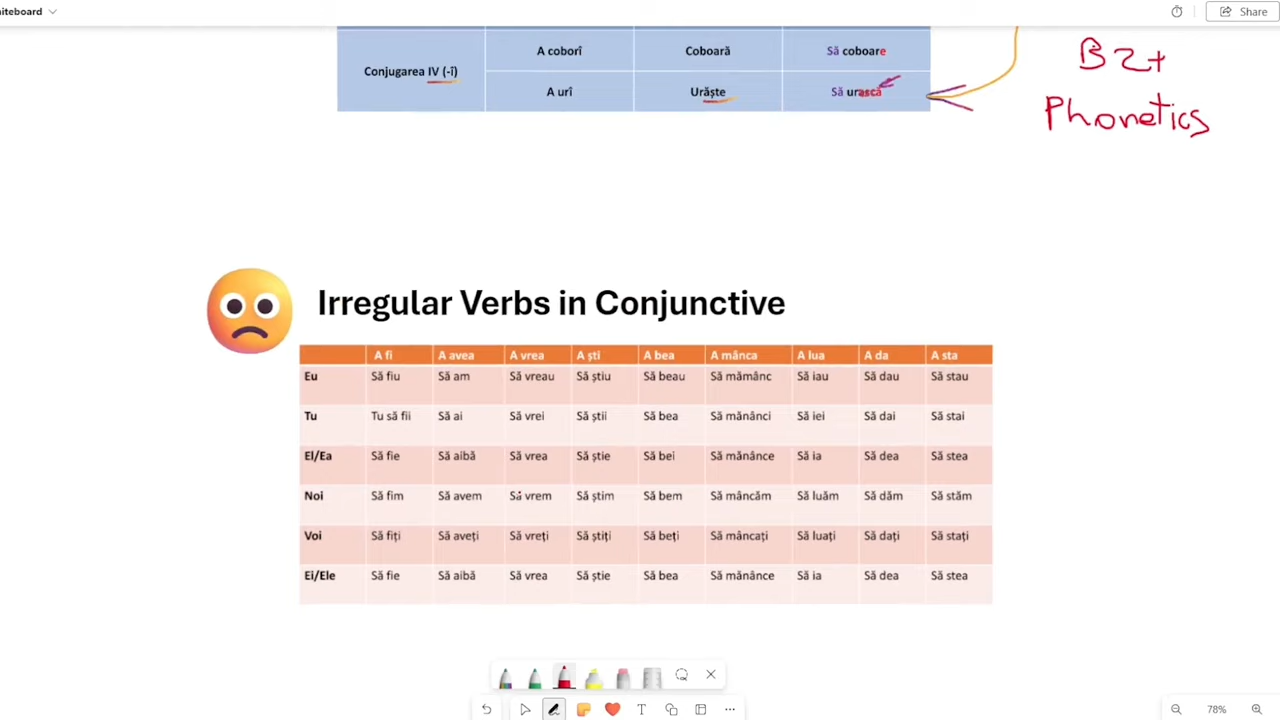 iteboard
Share
Conjugarea IV (-î) A coborî Coboară Să coboare
A urî Urăște Să urască
B2+
Phonetics
Irregular Verbs in Conjunctive
A fi A avea A vrea A ști A bea A mânca A lua A da A sta
Eu Să fiu Să am Să vreau Să știu Să beau Să mămânc Să iau Să dau Să stau
Tu Tu să fii Să ai Să vrei Să știi Să bea Să mănânci Să iei Să dai Să stai
El/Ea Să fie Să aibă Să vrea Să știe Să bei Să mănânce Să ia Să dea Să stea
Noi Să fim Să avem Să vrem Să știm Să bem Să mâncăm Să luăm Să dăm Să stăm
Voi Să fiți Să aveți Să vreți Să știți Să beți Să mâncați Să luați Să dați Să stați
Ei/Ele Să fie Să aibă Să vrea Să știe Să bea Să mănânce Să ia Să dea Să stea
78%